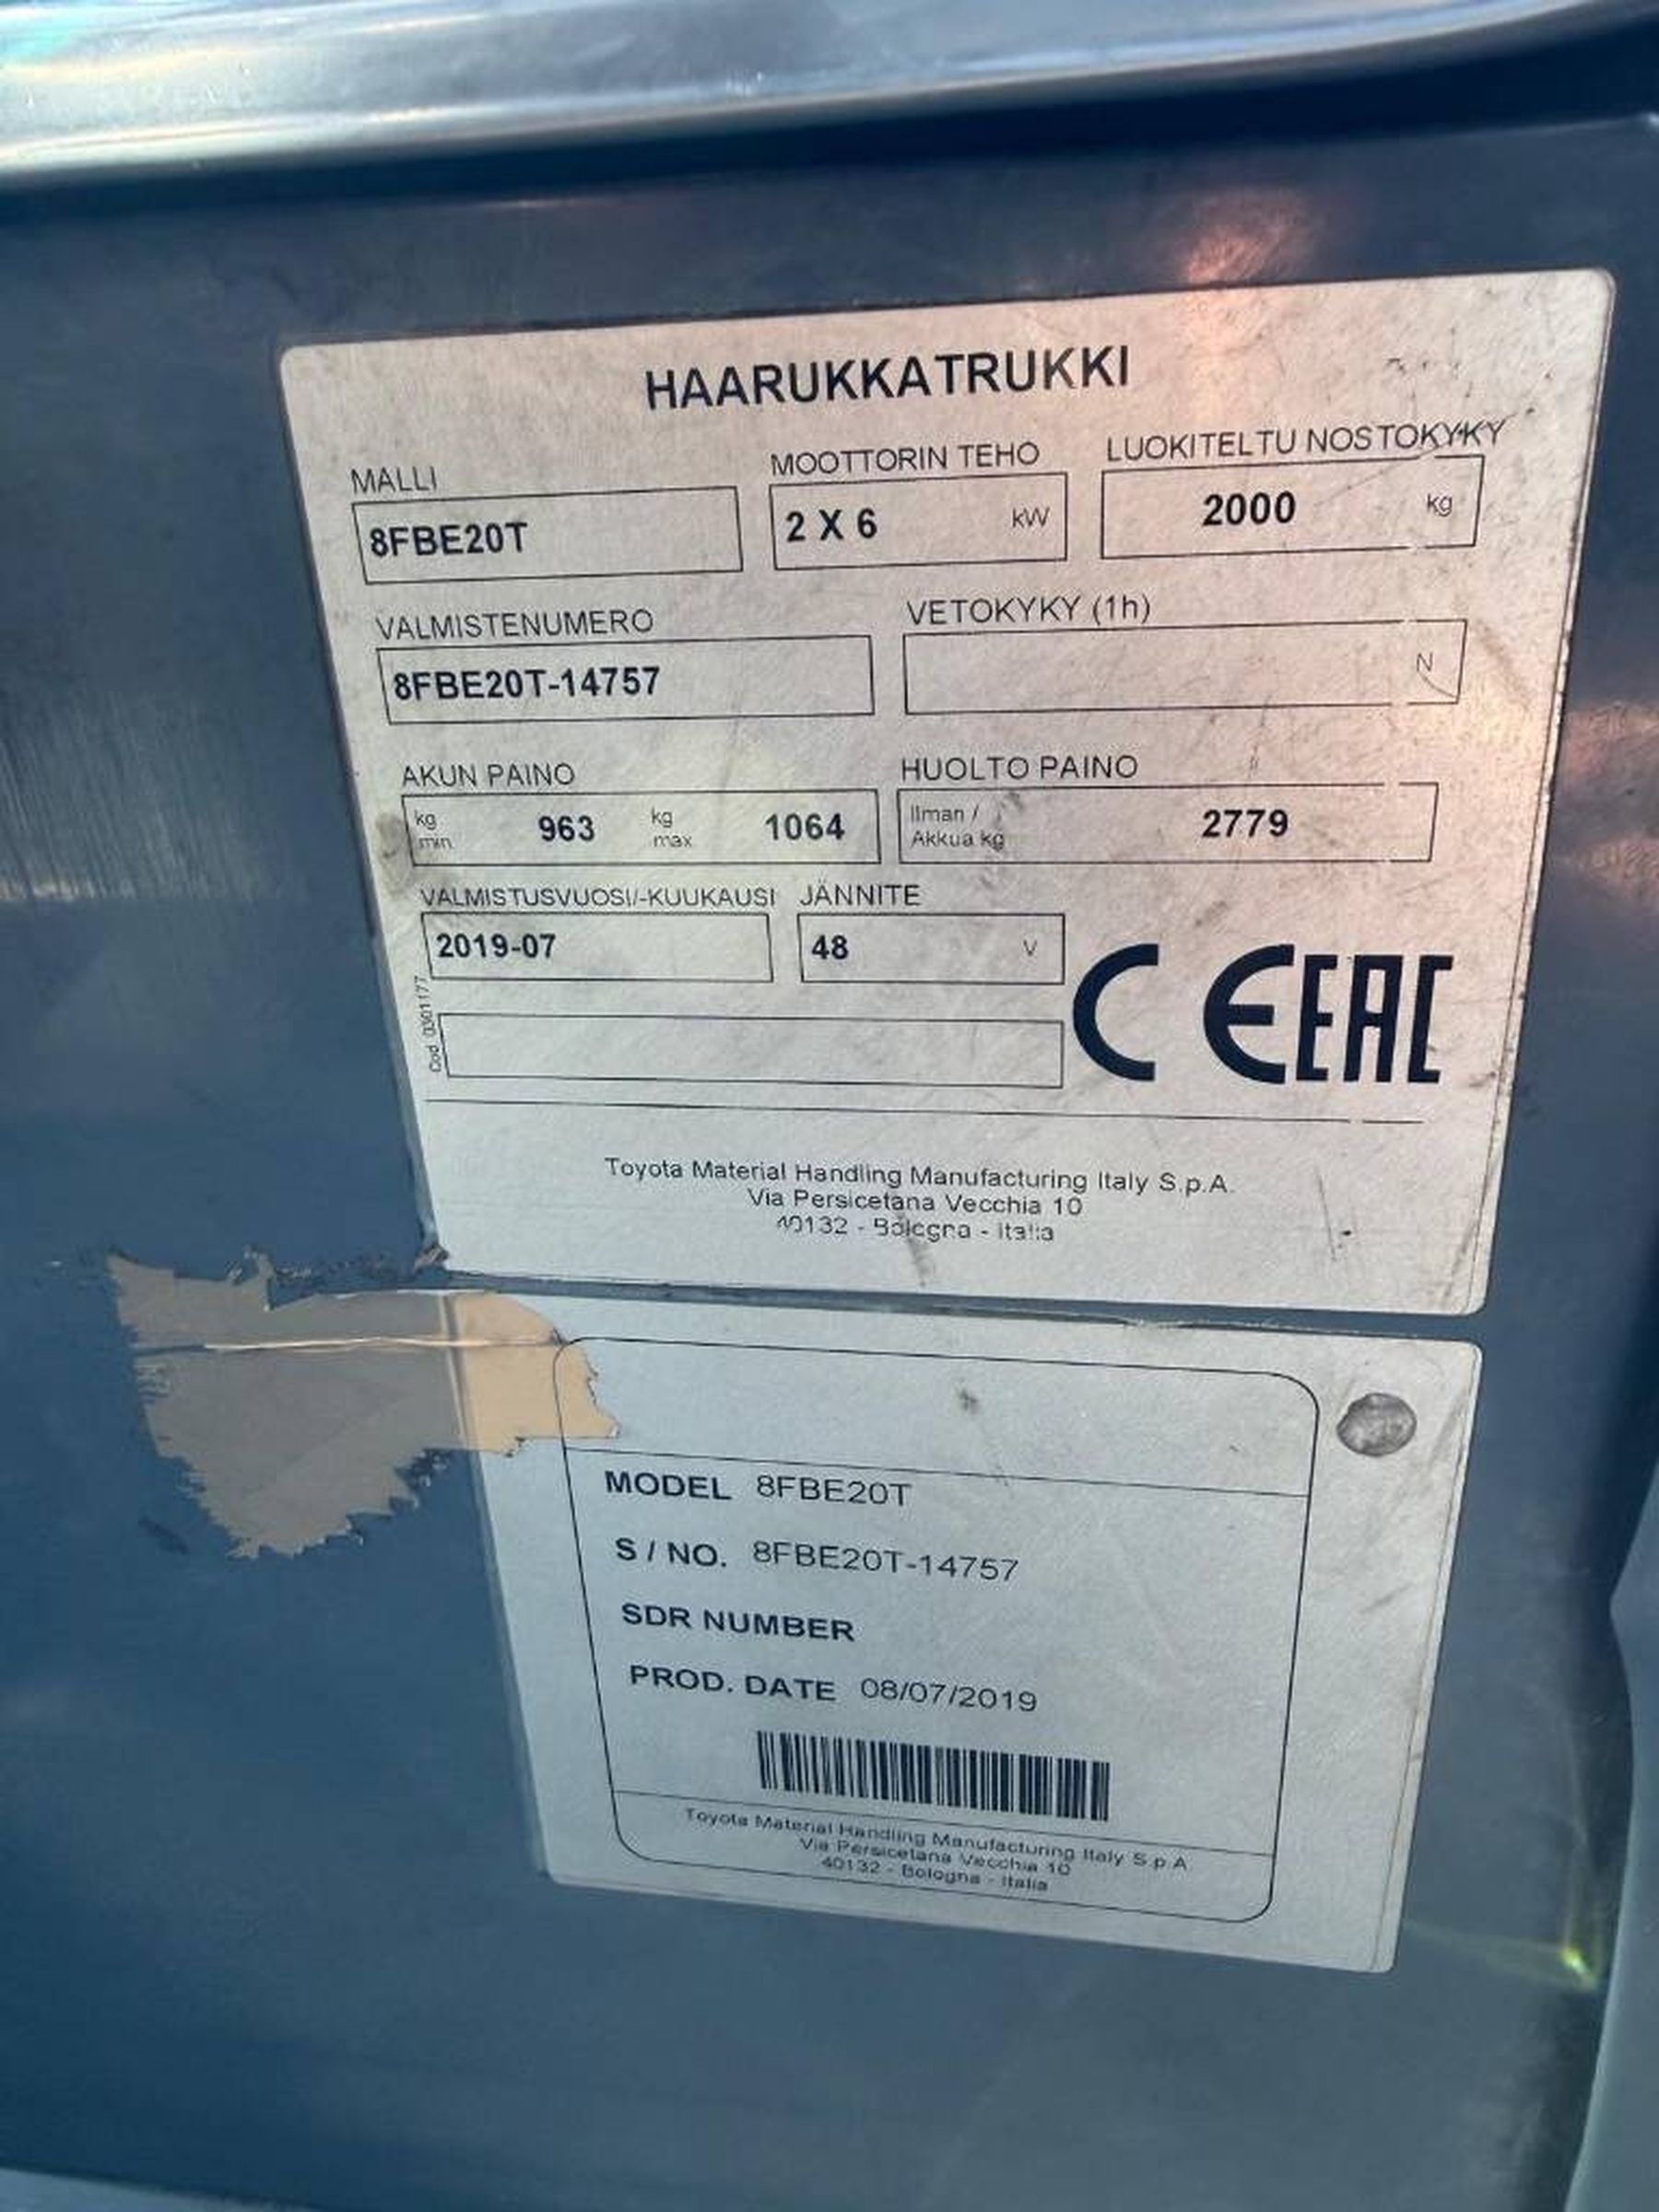 HAARUKKATRUKKI
MALLI MOOTTORIN TEHO LUOKITELTU NOSTOKYKY
8FBE20T 2 X 6 kW 2000 kg
VALMISTENUMERO VETOKYKY (1h)
8FBE20T-14757 N
AKUN PAINO HUOLTO PAINO
kg min 963 kg max 1064 Ilman / Akkua kg 2779
VALMISTUSVUOSI/-KUUKAUSI JÄNNITE
2019-07 48 V
CE EAC
Cod. 0301177
Toyota Material Handling Manufacturing Italy S.p.A.
Via Persicetana Vecchia 10
40132 - Bologna - Italia
MODEL 8FBE20T
S / NO. 8FBE20T-14757
SDR NUMBER
PROD. DATE 08/07/2019
Toyota Material Handling Manufacturing Italy S.p.A.
Via Persicetana Vecchia 10
40132 - Bologna - Italia